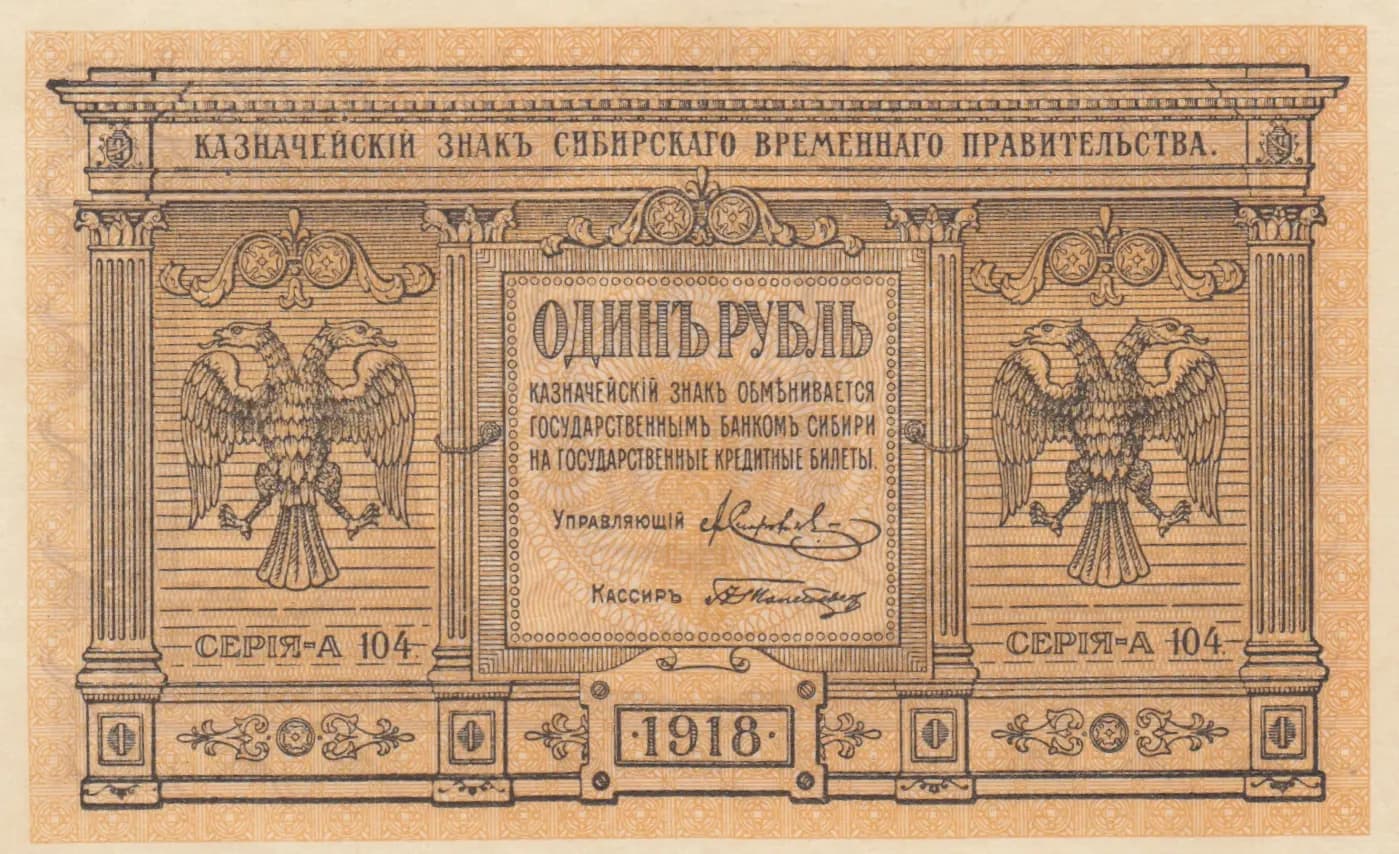 КАЗНАЧЕЙСКІЙ ЗНАКЪ СИБИРСКАГО ВРЕМЕННАГО ПРАВИТЕЛЬСТВА.
ОДИНЪ РУБЛЬ
КАЗНАЧЕЙСКІЙ ЗНАКЪ ОБМѢНИВАЕТСЯ
ГОСУДАРСТВЕННЫМЪ БАНКОМЪ СИБИРИ
НА ГОСУДАРСТВЕННЫЕ КРЕДИТНЫЕ БИЛЕТЫ.
УПРАВЛЯЮЩІЙ
КАССИРЪ
СЕРІЯ-А 104.
СЕРІЯ-А 104.
·1918·